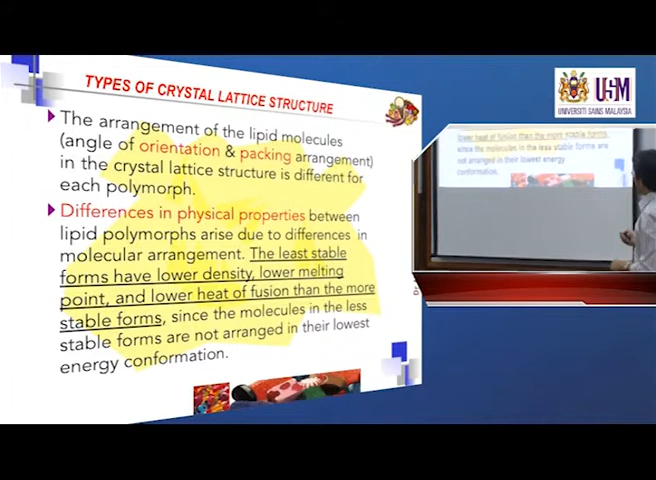 TYPES OF CRYSTAL LATTICE STRUCTURE
The arrangement of the lipid molecules
(angle of orientation & packing arrangement)
in the crystal lattice structure is different for
each polymorph.
Differences in physical properties between
lipid polymorphs arise due to differences in
molecular arrangement. The least stable
forms have lower density, lower melting
point, and lower heat of fusion than the more
stable forms, since the molecules in the less
stable forms are not arranged in their lowest
energy conformation.
USM
UNIVERSITI SAINS MALAYSIA
lower heat of fusion than the more stable forms,
since the molecules in the less stable forms are
not arranged in their lowest energy
conformation.